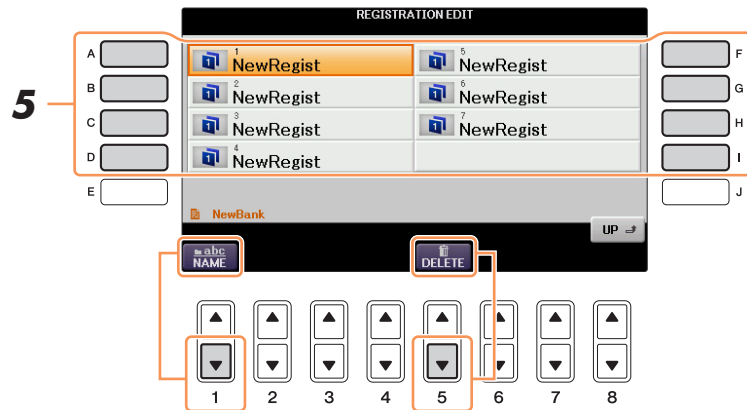 REGISTRATION EDIT
5
A
B
C
D
E
1 NewRegist
2 NewRegist
3 NewRegist
4 NewRegist
5 NewRegist
6 NewRegist
7 NewRegist
F
G
H
I
J
NewBank
UP
abc
NAME
DELETE
1 2 3 4 5 6 7 8